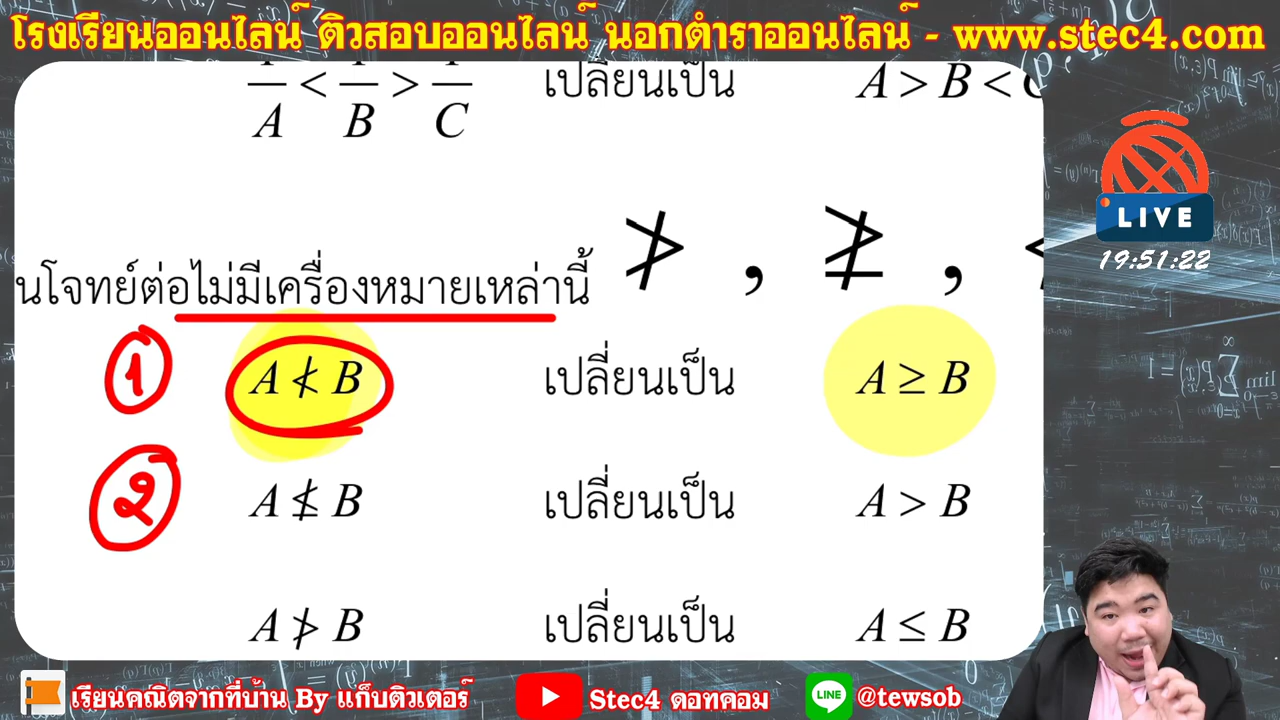 โรงเรียนออนไลน์ ติวสอบออนไลน์ นอกตำราออนไลน์ - www.stec4.com
1/A < 1/B > 1/C เปลี่ยนเป็น A > B < C
นโจทย์ต่อไม่มีเครื่องหมายเหล่านี้ ≯ , ≱ ,
LIVE
19:51:22
1 A ≮ B เปลี่ยนเป็น A ≥ B
2 A ≰ B เปลี่ยนเป็น A > B
A ≯ B เปลี่ยนเป็น A ≤ B
เรียนคณิตจากที่บ้าน By แก็บติวเตอร์ Stec4 ดอทคอม LINE @tewsob